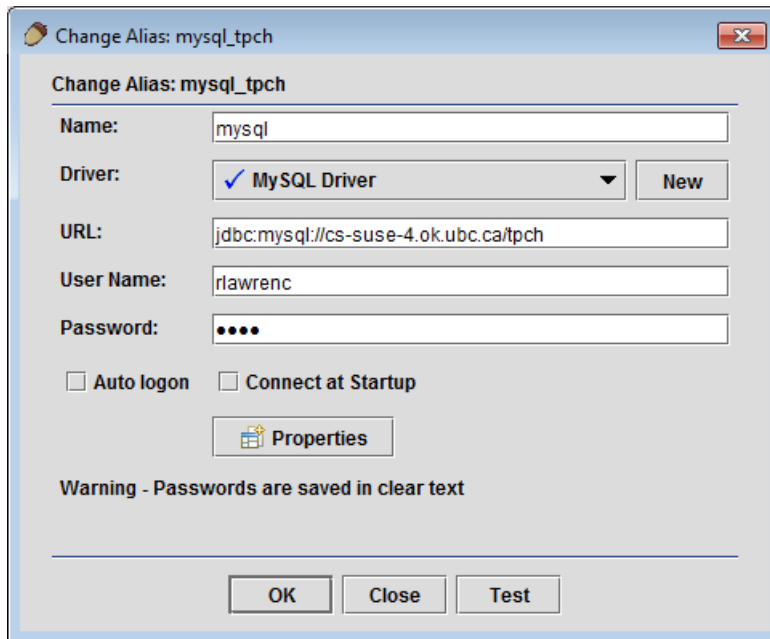 Change Alias: mysql_tpch
Change Alias: mysql_tpch
Name: mysql
Driver: MySQL Driver New
URL: jdbc:mysql://cs-suse-4.ok.ubc.ca/tpch
User Name: rlawrenc
Password: ••••
Auto logon Connect at Startup
Properties
Warning - Passwords are saved in clear text
OK Close Test